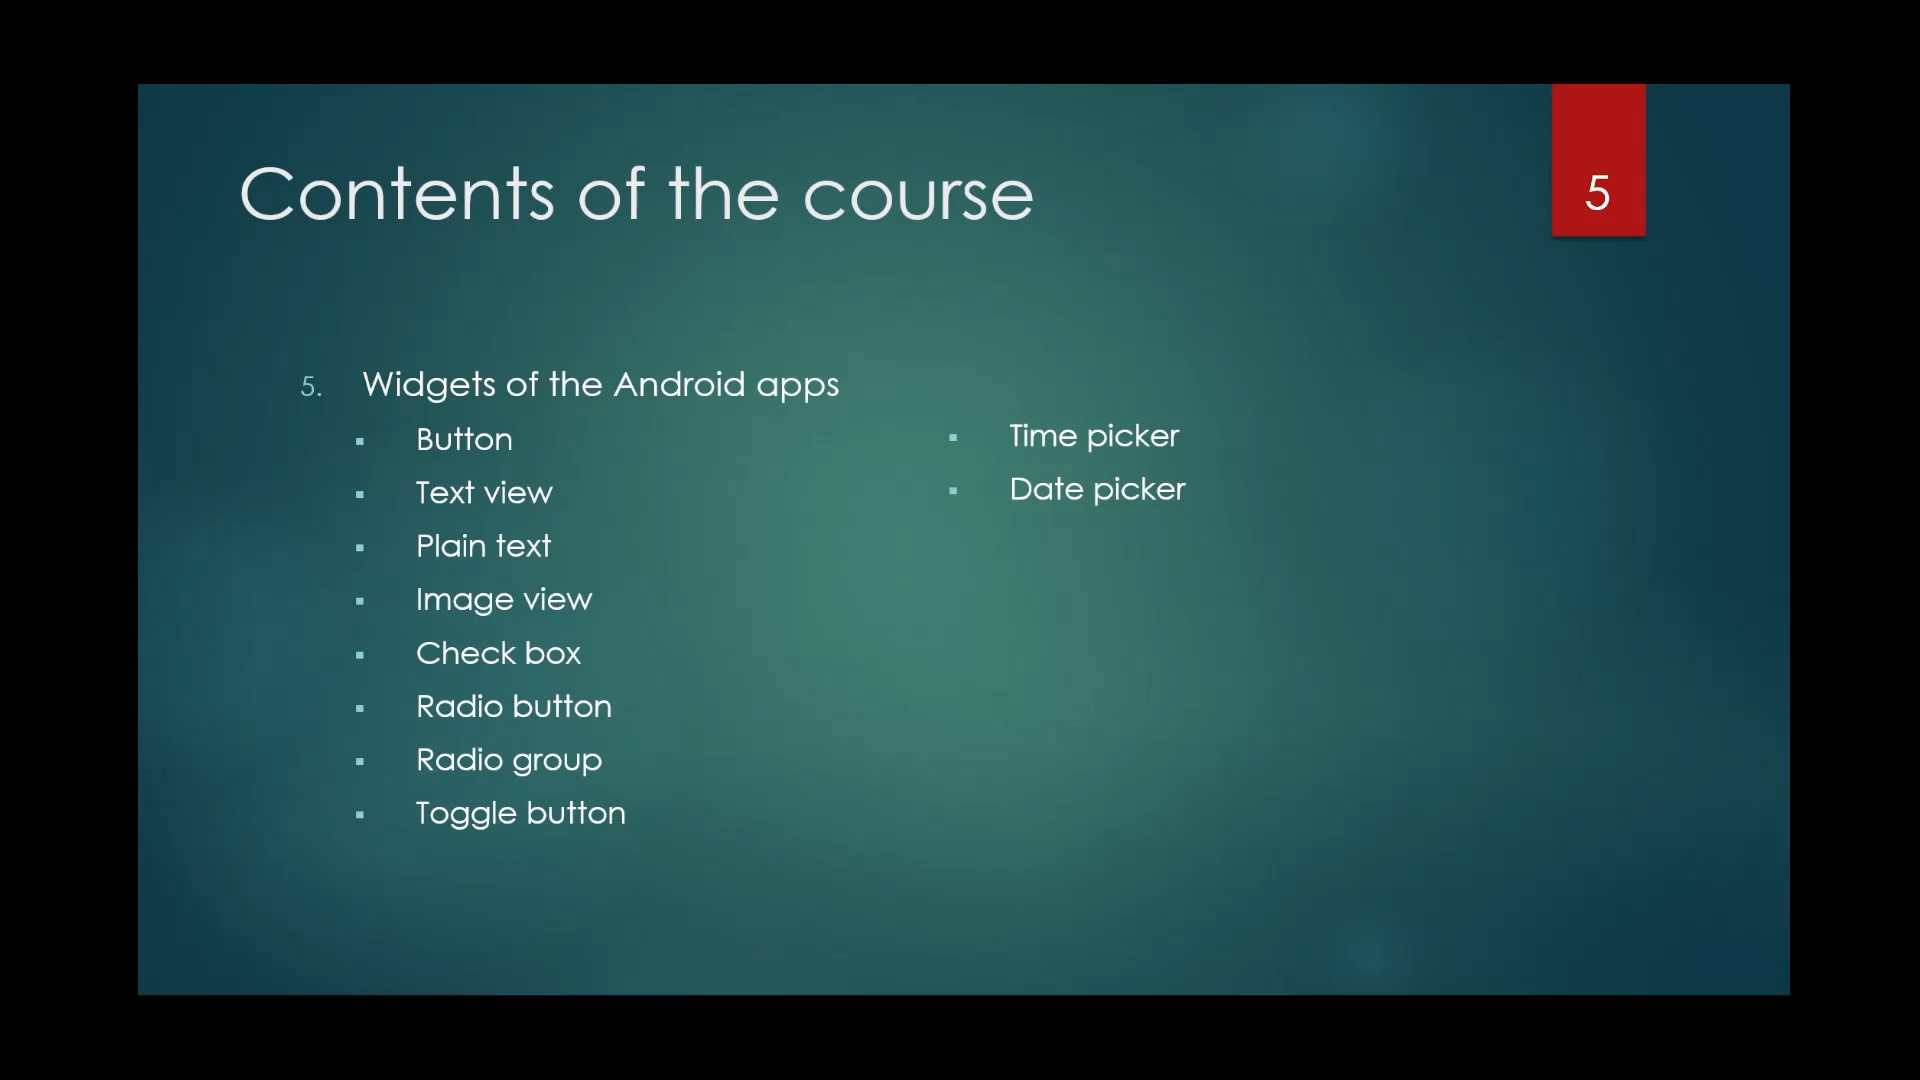 Contents of the course
5
5. Widgets of the Android apps
▪ Button
▪ Text view
▪ Plain text
▪ Image view
▪ Check box
▪ Radio button
▪ Radio group
▪ Toggle button
▪ Time picker
▪ Date picker